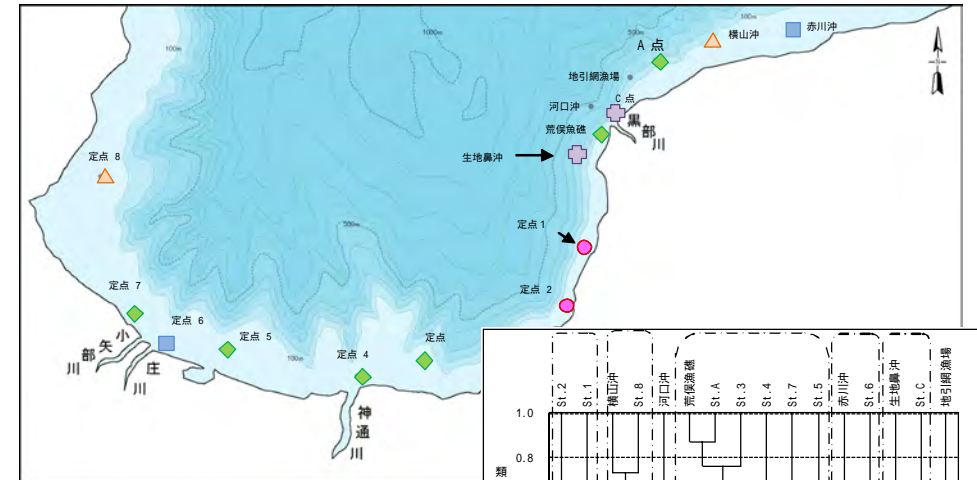 100m
1000m
500m
100m
A 点
横山沖
赤川沖
地引網漁場
河口沖
C 点
黒部川
荒俣魚礁
生地鼻沖
定点 8
500m
定点 1
定点 2
定点 7
定点 6
定点 5
100m
定点 4
定点
小矢部川
庄川
神通川
St.2
St.1
横山沖
St.8
河口沖
荒俣漁礁
St.A
St.3
St.4
St.7
St.5
赤川沖
St.6
生地鼻沖
St.C
地引網漁場
1.0
0.8
類